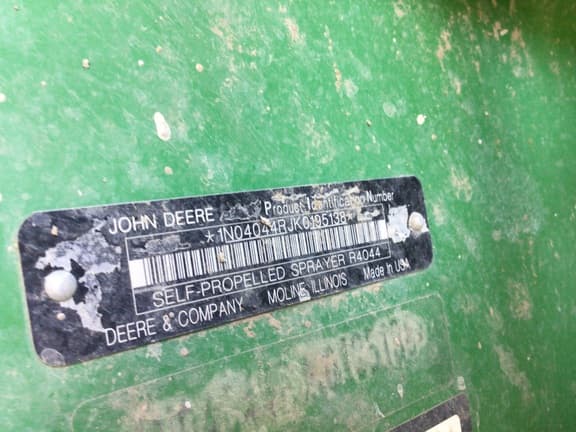 JOHN DEERE Product Identification Number
*1N04044RJK0195138*
SELF-PROPELLED SPRAYER R4044
DEERE & COMPANY MOLINE, ILLINOIS Made in USA